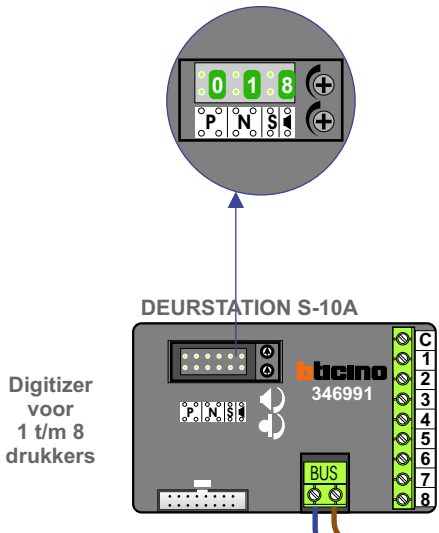 0 1 8
P N S
DEURSTATION S-10A
Digitizer
voor
1 t/m 8
drukkers
bticino
346991
P N S
BUS
C
1
2
3
4
5
6
7
8